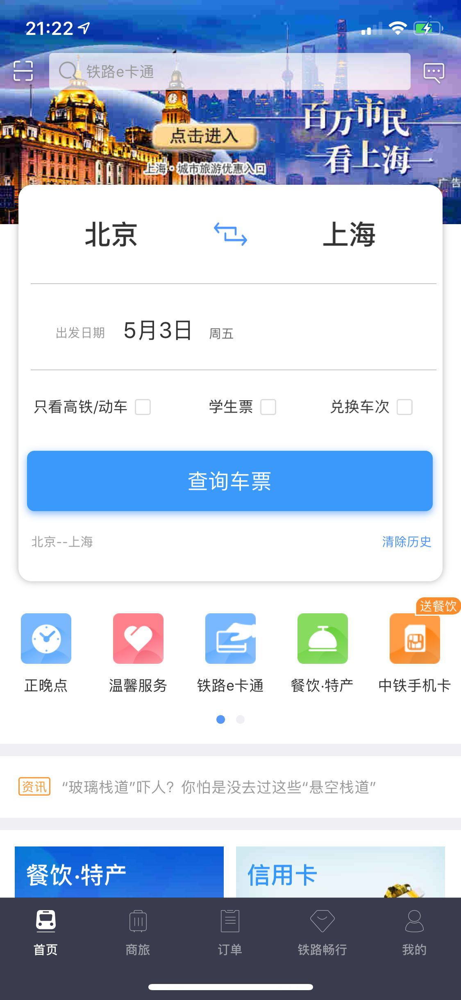 21:22
铁路e卡通
百万市民
看上海
点击进入
上海·城市旅游优惠入口
广告
北京
上海
出发日期 5月3日 周五
只看高铁/动车 学生票 兑换车次
查询车票
北京--上海 清除历史
送餐饮
正晚点 温馨服务 铁路e卡通 餐饮·特产 中铁手机卡
资讯 “玻璃栈道”吓人？你怕是没去过这些“悬空栈道”
餐饮·特产 信用卡
首页 商旅 订单 铁路畅行 我的